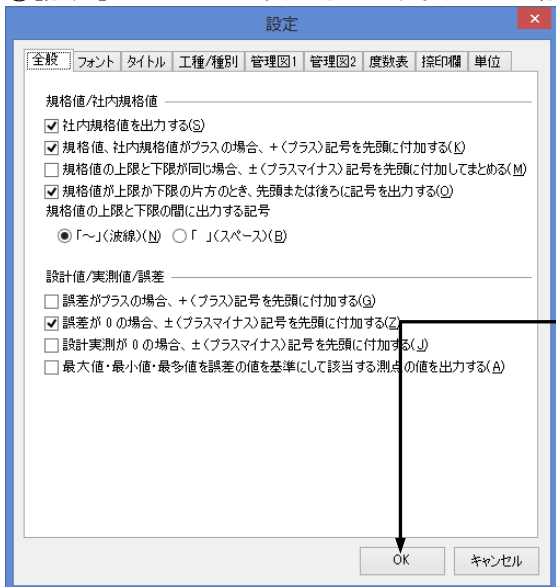 設定
全般 フォント タイトル 工種/種別 管理図1 管理図2 度数表 捺印欄 単位
規格値/社内規格値
社内規格値を出力する(S)
規格値、社内規格値がプラスの場合、+(プラス)記号を先頭に付加する(K)
規格値の上限と下限が同じ場合、±(プラスマイナス)記号を先頭に付加してまとめる(M)
規格値が上限か下限の片方のとき、先頭または後ろに記号を出力する(O)
規格値の上限と下限の間に出力する記号
「~」(波線)(N) 「 」(スペース)(B)
設計値/実測値/誤差
誤差がプラスの場合、+(プラス)記号を先頭に付加する(G)
誤差が 0 の場合、±(プラスマイナス)記号を先頭に付加する(Z)
設計実測が 0 の場合、±(プラスマイナス)記号を先頭に付加する(J)
最大値・最小値・最多値を誤差の値を基準にして該当する測点の値を出力する(A)
OK キャンセル